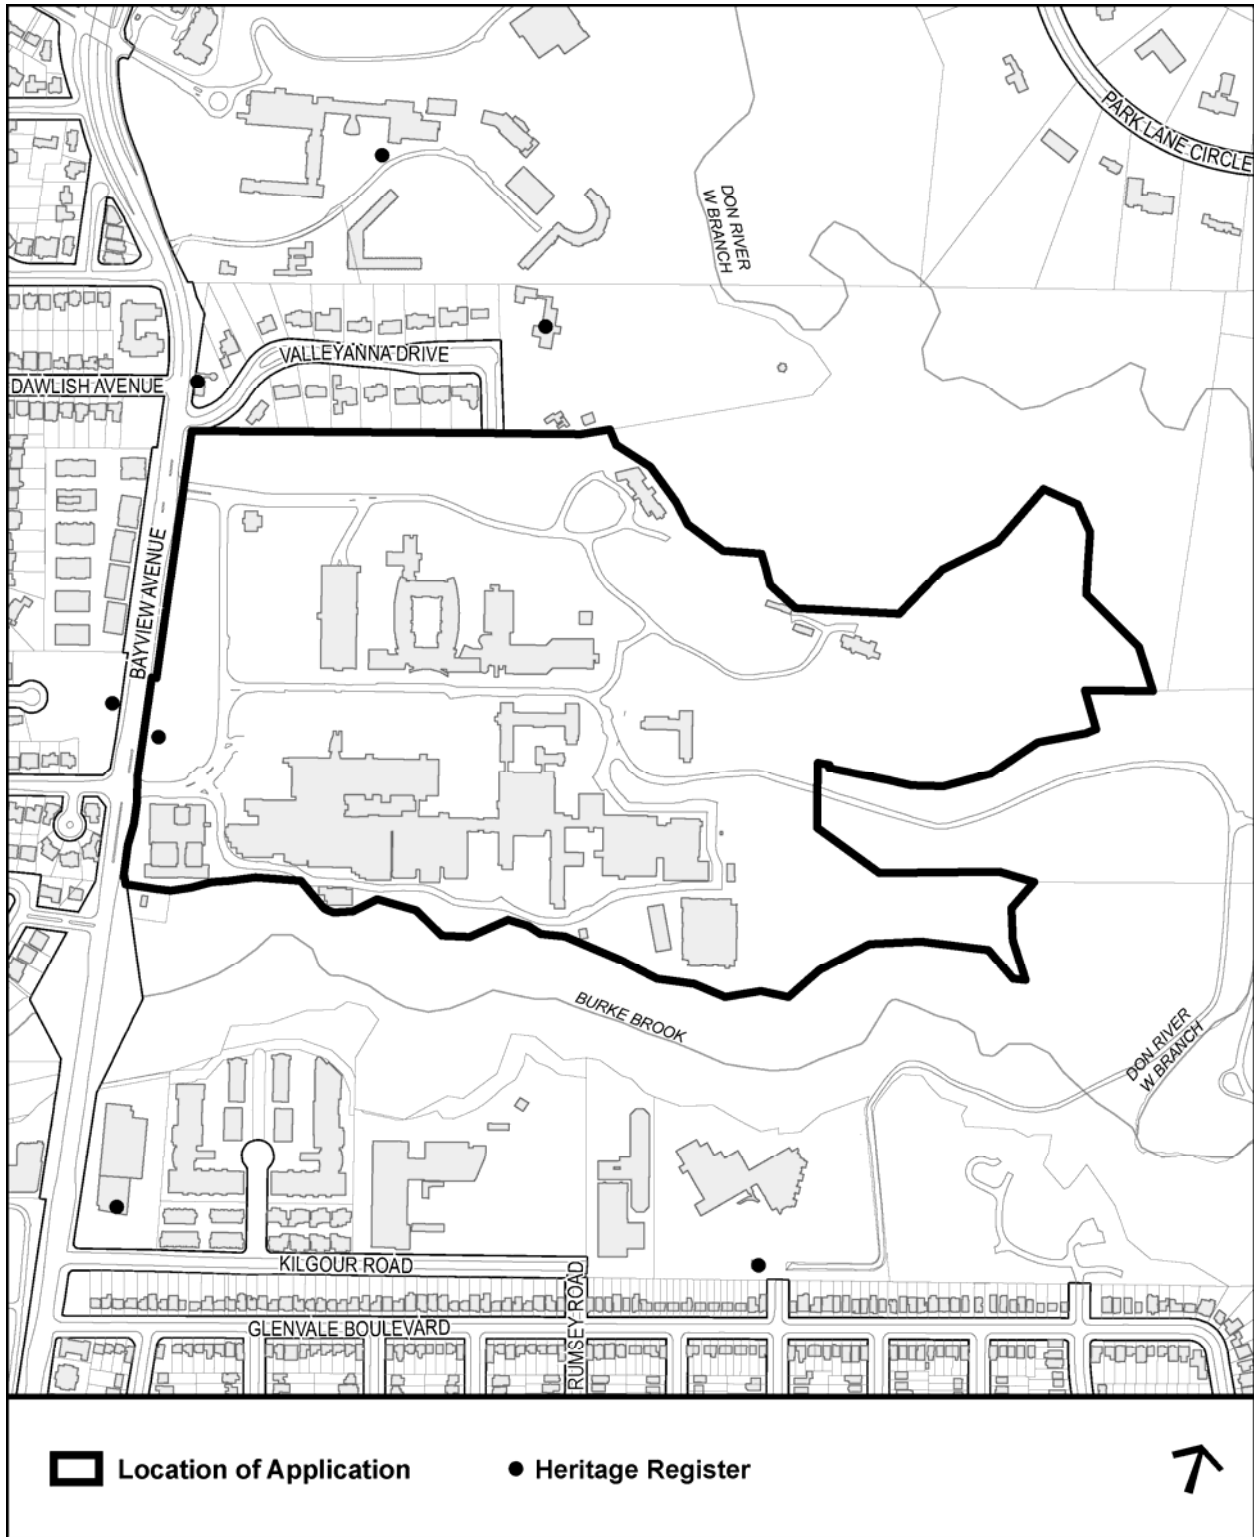 PARK LANE CIRCLE
DON RIVER
W BRANCH
VALLEYANNA DRIVE
DAWLISH AVENUE
BAYVIEW AVENUE
BURKE BROOK
DON RIVER
W BRANCH
KILGOUR ROAD
RUMSEY ROAD
GLENVALE BOULEVARD
Location of Application
Heritage Register